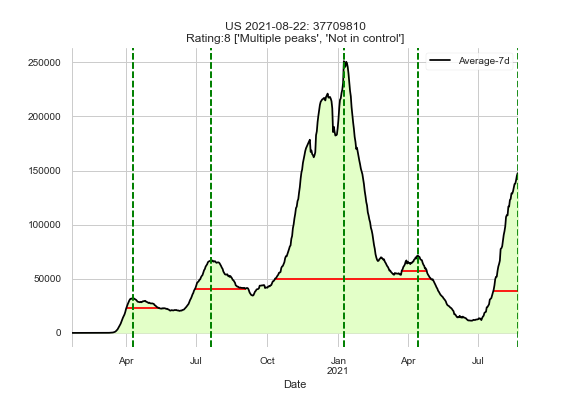 US 2021-08-22: 37709810
Rating:8 ['Multiple peaks', 'Not in control']
Average-7d
250000
200000
150000
100000
50000
0
Apr Jul Oct Jan Apr Jul
2021
Date